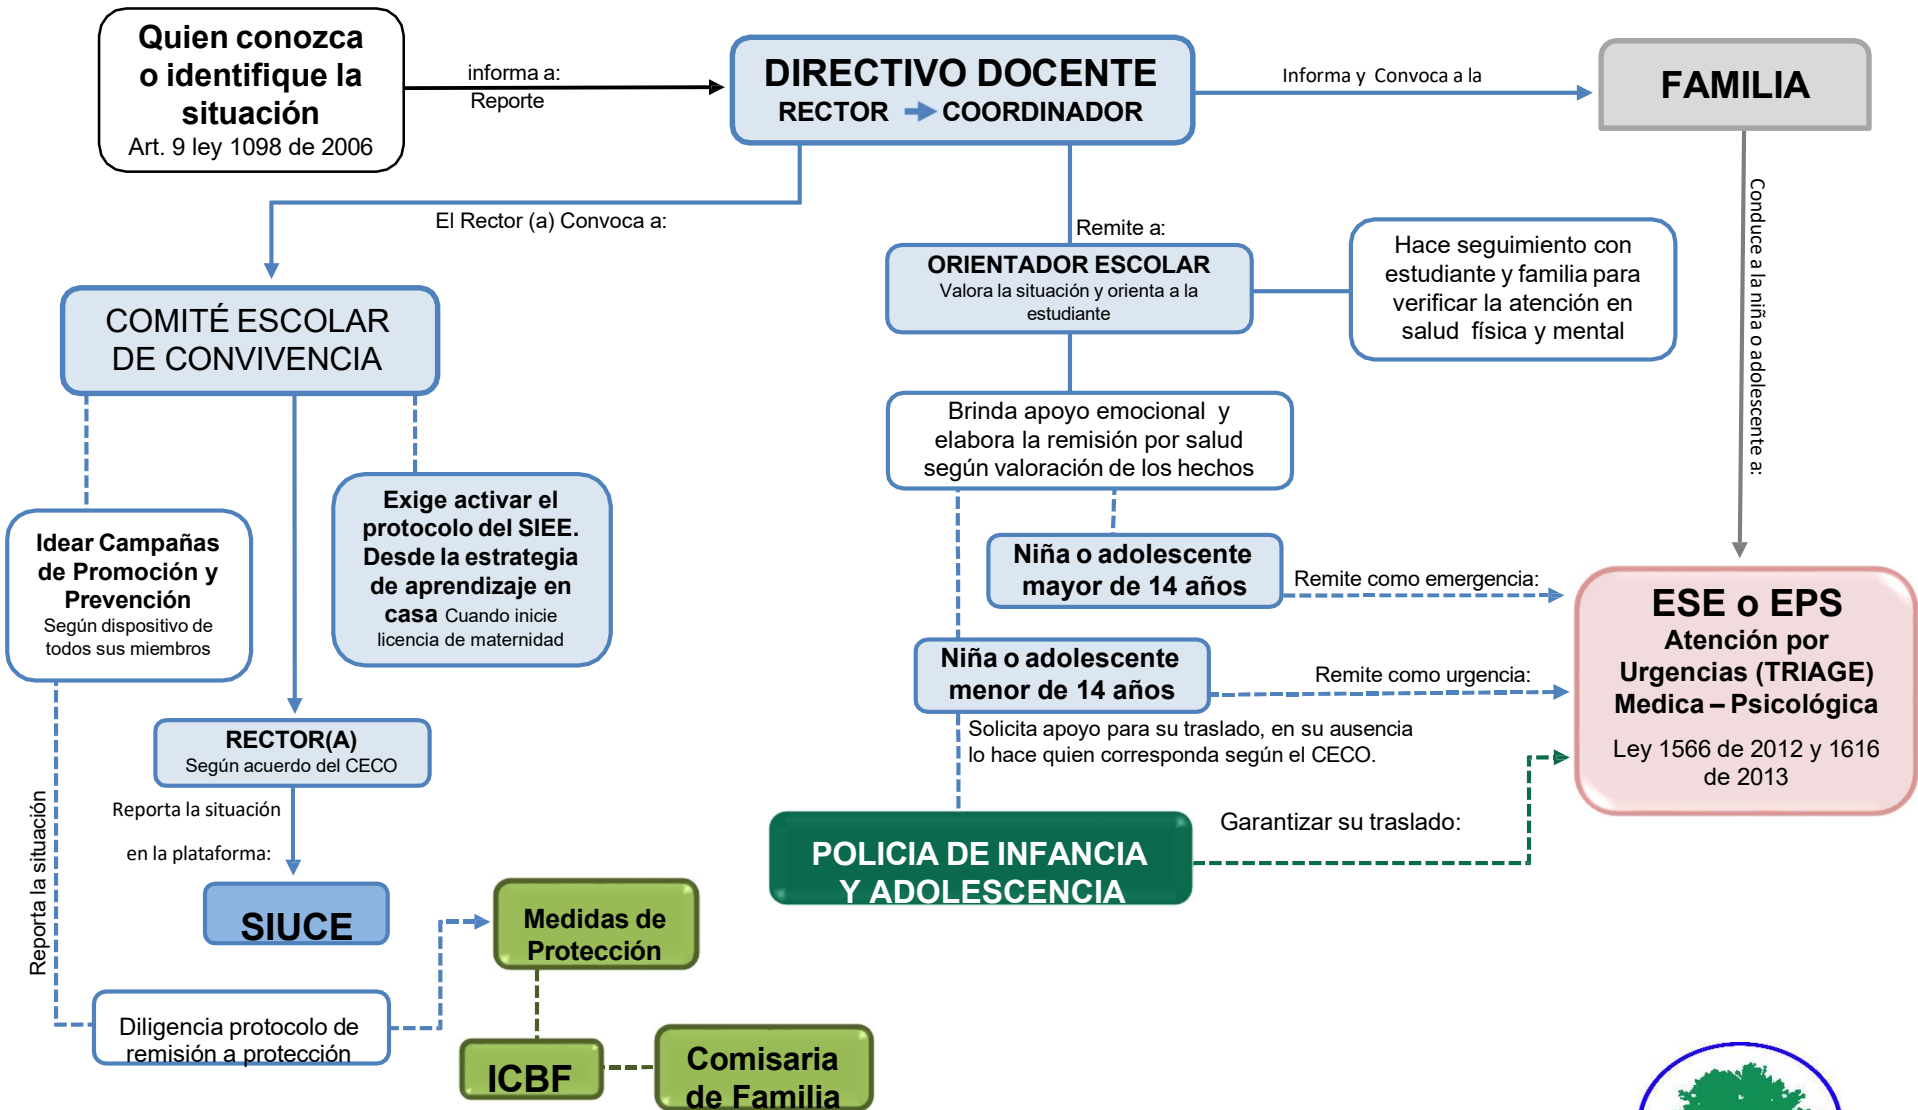 Quien conozca
o identifique la
situación
Art. 9 ley 1098 de 2006
informa a:
Reporte
DIRECTIVO DOCENTE
RECTOR COORDINADOR
Informa y Convoca a la
FAMILIA
El Rector (a) Convoca a:
Remite a:
Conduce a la niña o adolescente a:
COMITÉ ESCOLAR
DE CONVIVENCIA
ORIENTADOR ESCOLAR
Valora la situación y orienta a la
estudiante
Hace seguimiento con
estudiante y familia para
verificar la atención en
salud física y mental
Brinda apoyo emocional y
elabora la remisión por salud
según valoración de los hechos
Idear Campañas
de Promoción y
Prevención
Según dispositivo de
todos sus miembros
Exige activar el
protocolo del SIEE.
Desde la estrategia
de aprendizaje en
casa Cuando inicie
licencia de maternidad
Niña o adolescente
mayor de 14 años
Remite como emergencia:
ESE o EPS
Atención por
Urgencias (TRIAGE)
Medica – Psicológica
Ley 1566 de 2012 y 1616
de 2013
Niña o adolescente
menor de 14 años
Remite como urgencia:
Solicita apoyo para su traslado, en su ausencia
lo hace quien corresponda según el CECO.
RECTOR(A)
Según acuerdo del CECO
Reporta la situación
en la plataforma:
Reporta la situación
POLICIA DE INFANCIA
Y ADOLESCENCIA
Garantizar su traslado:
SIUCE
Medidas de
Protección
Diligencia protocolo de
remisión a protección
ICBF
Comisaria
de Familia